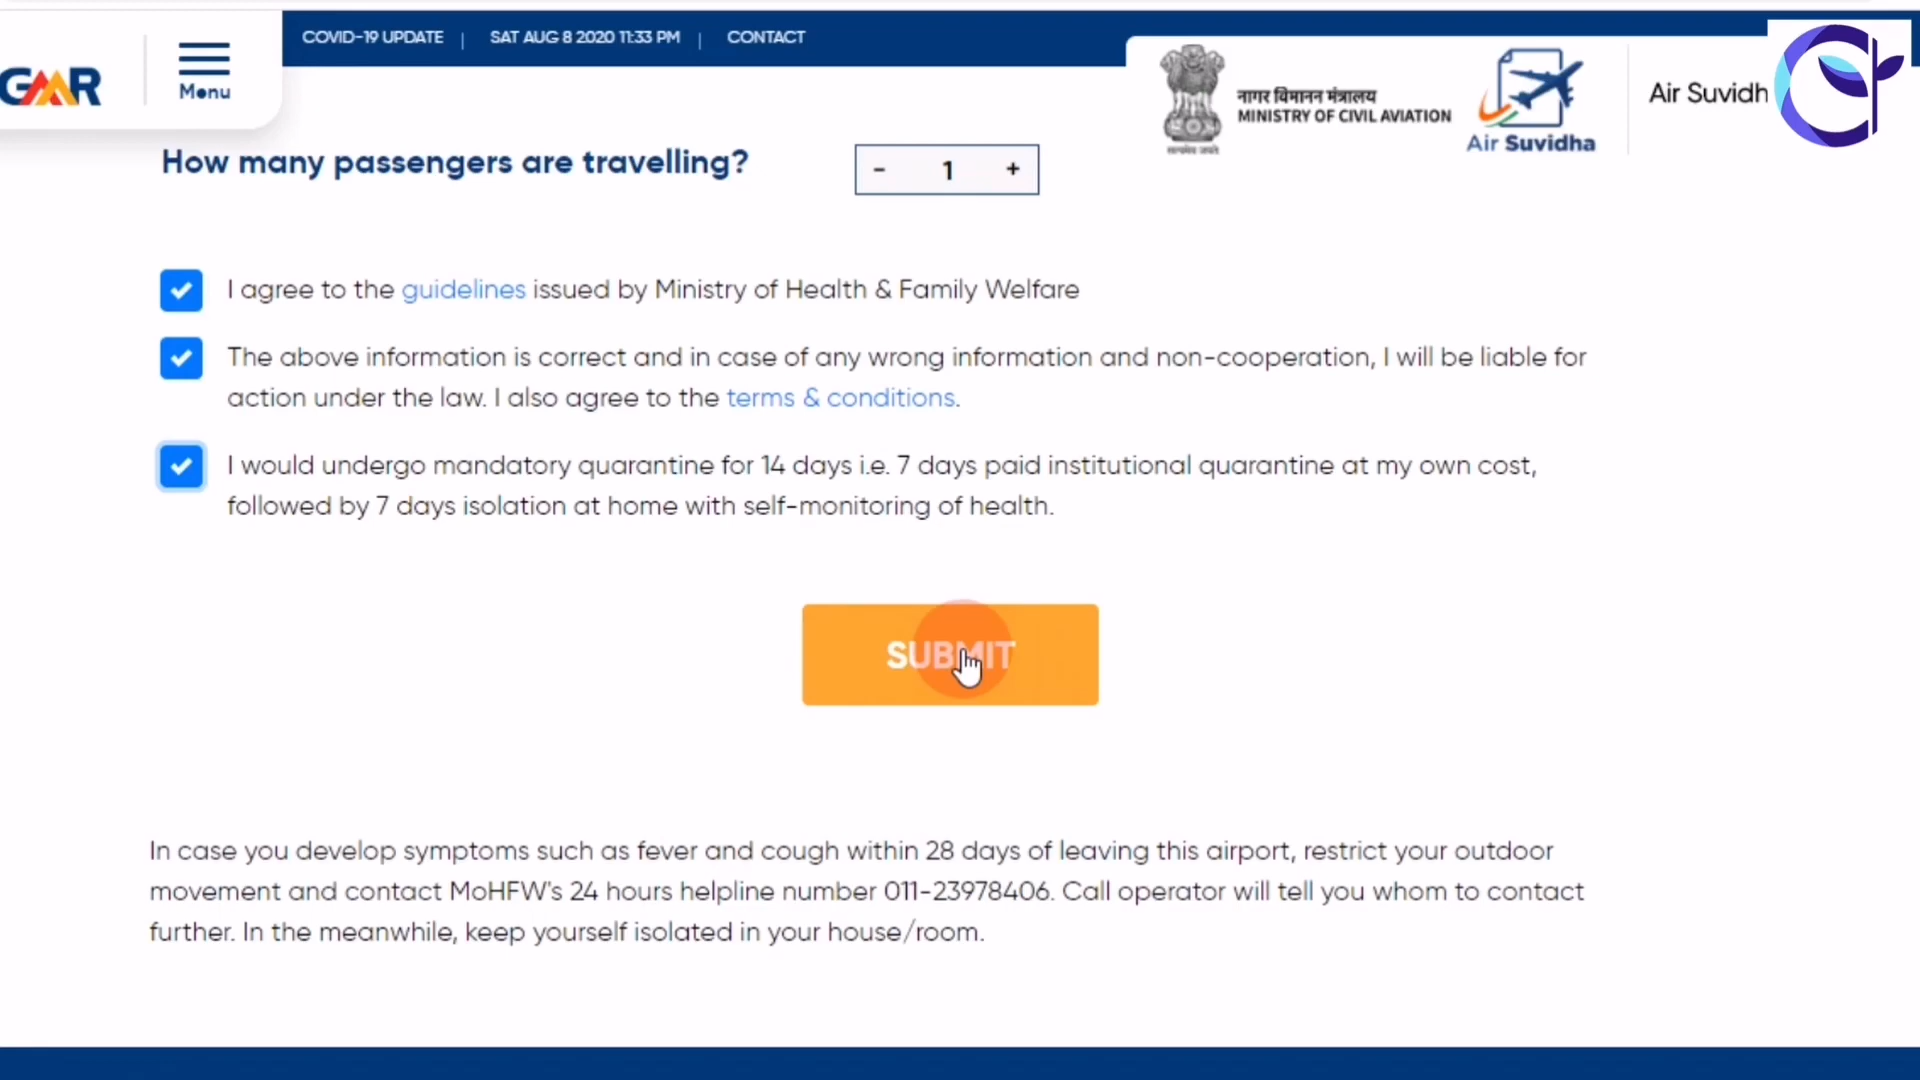 COVID-19 UPDATE | SAT AUG 8 2020 11:33 PM | CONTACT
GMR
Menu
नागर विमानन मंत्रालय
MINISTRY OF CIVIL AVIATION
सत्यमेव जयते
Air Suvidha
Air Suvidh
How many passengers are travelling?
- 1 +
I agree to the guidelines issued by Ministry of Health & Family Welfare
The above information is correct and in case of any wrong information and non-cooperation, I will be liable for
action under the law. I also agree to the terms & conditions.
I would undergo mandatory quarantine for 14 days i.e. 7 days paid institutional quarantine at my own cost,
followed by 7 days isolation at home with self-monitoring of health.
SUBMIT
In case you develop symptoms such as fever and cough within 28 days of leaving this airport, restrict your outdoor
movement and contact MoHFW's 24 hours helpline number 011-23978406. Call operator will tell you whom to contact
further. In the meanwhile, keep yourself isolated in your house/room.